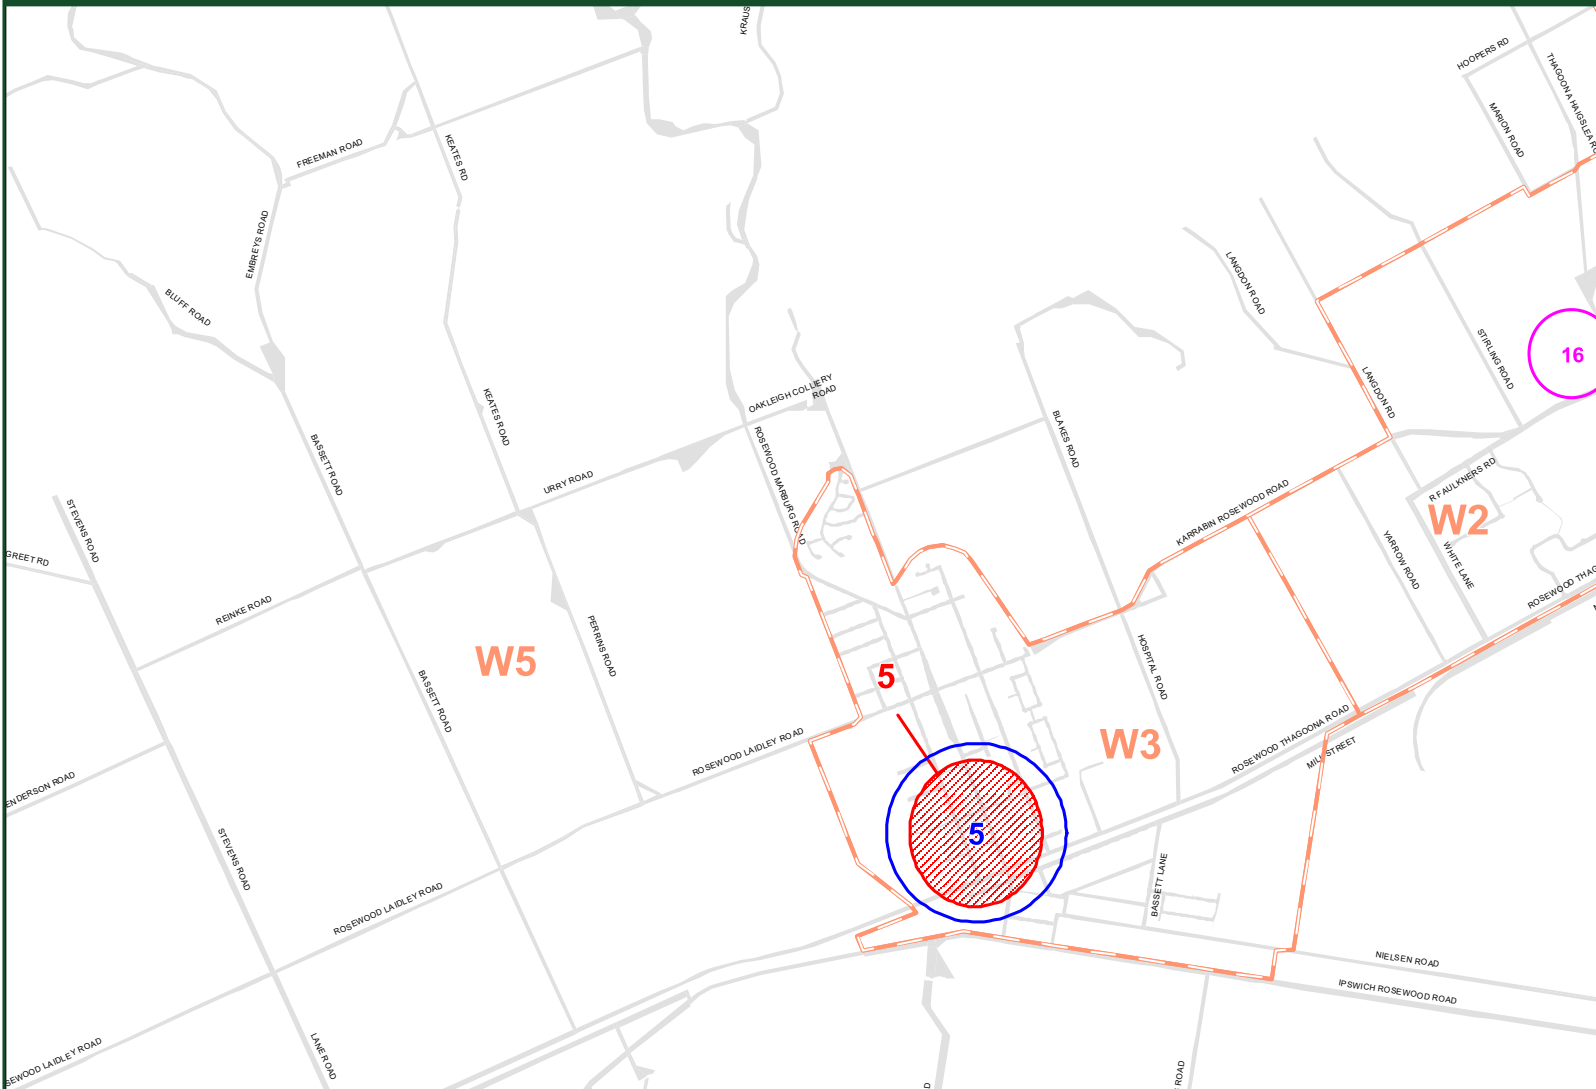 KRAUS
HOOPERS RD
THAGOONA HAIGSLEA RO
MARION ROAD
FREEMAN ROAD
KEATES RD
EMBREYS ROAD
BLUFF ROAD
LANGDON ROAD
STIRLING ROAD
16
LANGDON RD
OAKLEIGH COLLIERY
ROAD
KEATES ROAD
BASSETT ROAD
ROSEWOOD MARBURG ROAD
BLAKES ROAD
URRY ROAD
KARRABIN ROSEWOOD ROAD
R FAULKNERS RD
W2
STEVENS ROAD
GREET RD
YARROW ROAD
WHITE LANE
ROSEWOOD THAG
REINKE ROAD
PERRINS ROAD
W5
HOSPITAL ROAD
5
BASSETT ROAD
W3
ROSEWOOD LAIDLEY ROAD
ROSEWOOD THAGOONA ROAD
MILL STREET
ENDERSON ROAD
5
STEVENS ROAD
BASSETT LANE
ROSEWOOD LAIDLEY ROAD
NIELSEN ROAD
IPSWICH ROSEWOOD ROAD
LANE ROAD
SEWOOD LAIDLEY ROAD
D
ROAD